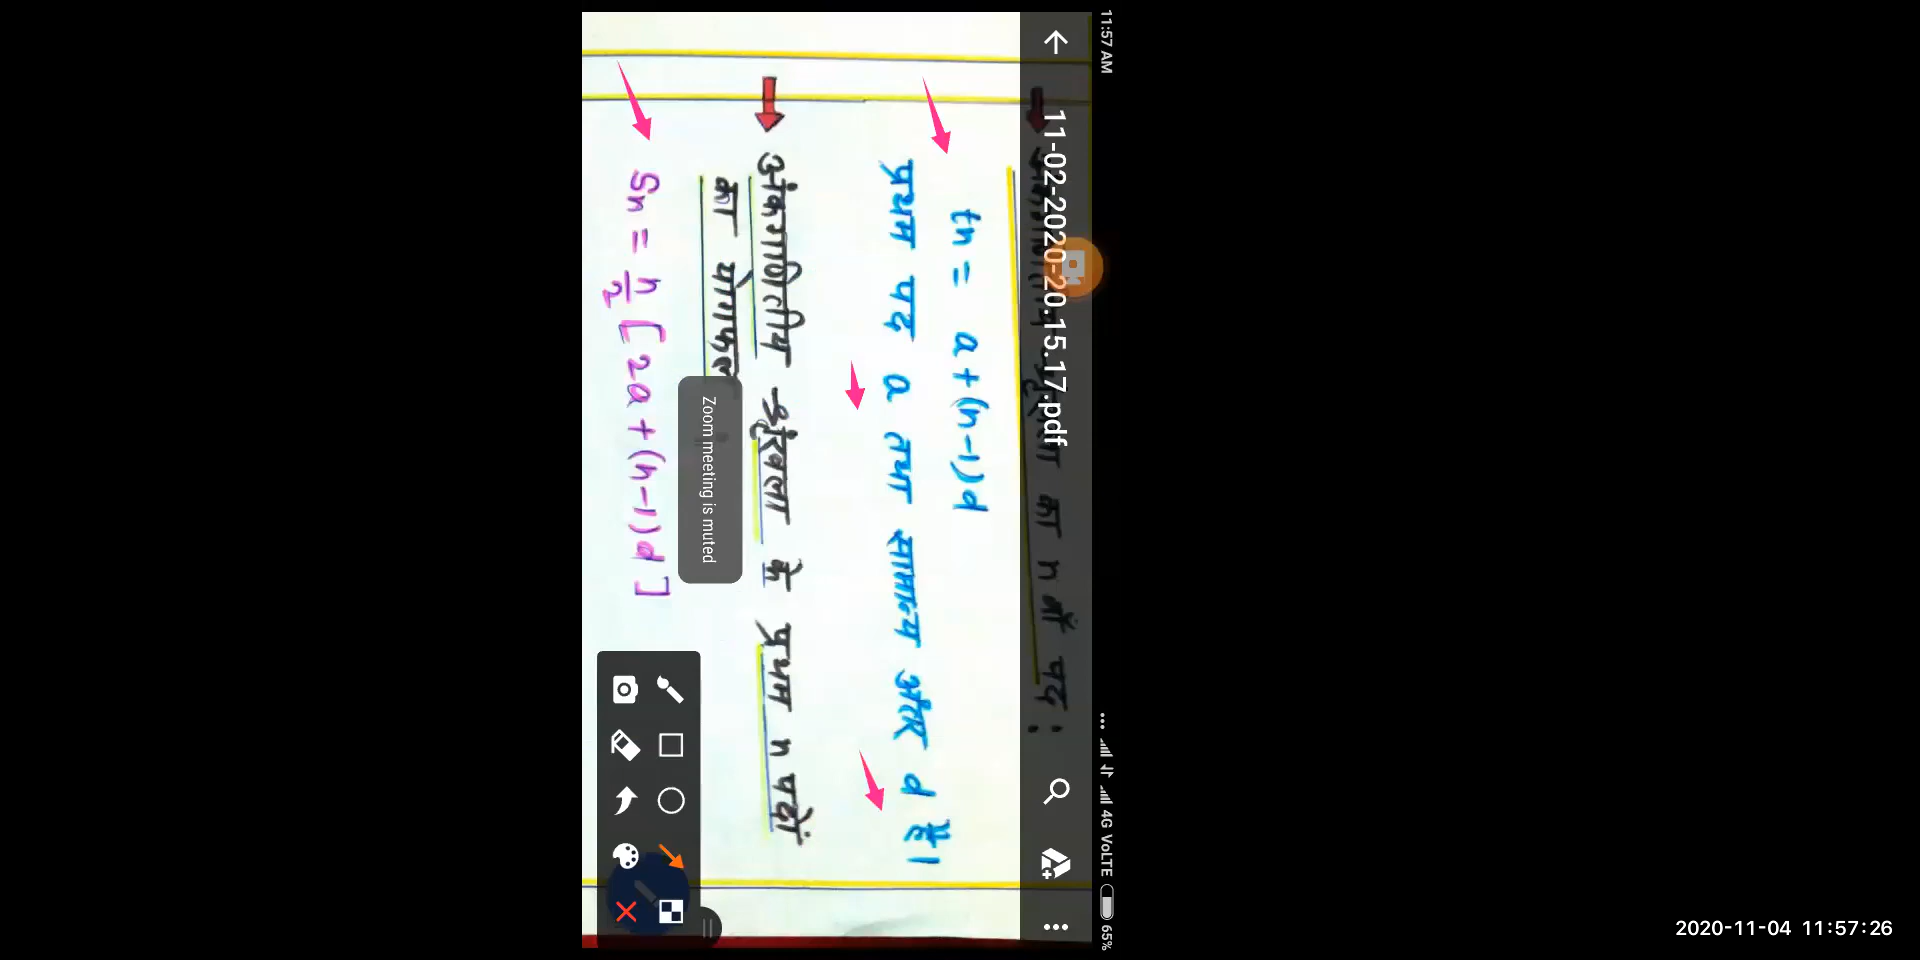 11:57 AM
4G VoLTE 65%
11-02-2020-20.15.17.pdf
का n वाँ पद :
tn = a+(n-1)d
प्रथम पद a तथा सामान्य अंतर d है।
अंकगणितीय श्रृंखला के प्रथम n पदों
का योगफल
Zoom meeting is muted
Sn = n/2 [2a+(n-1)d]
2020-11-04 11:57:26